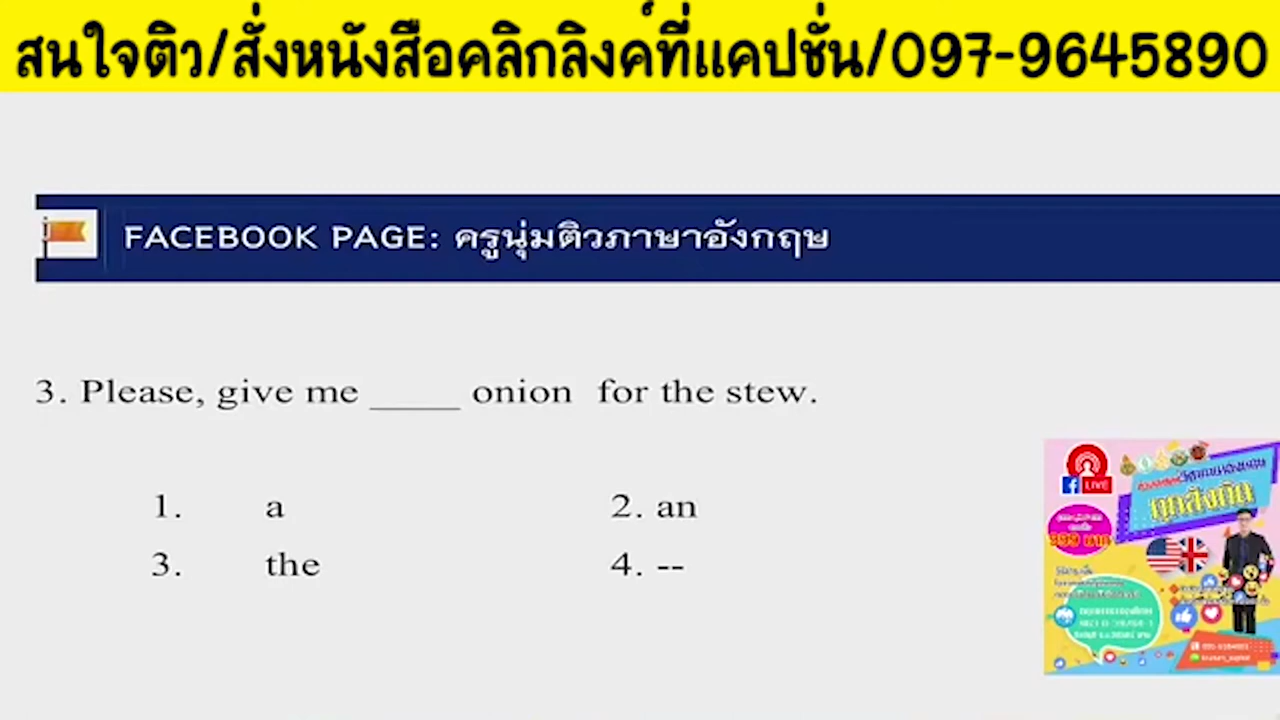 สนใจติว/สั่งหนังสือคลิกลิงค์ที่แคปชั่น/097-9645890
FACEBOOK PAGE: ครูนุ่มติวภาษาอังกฤษ
3. Please, give me _____ onion for the stew.
1. a
2. an
3. the
4. --
LIVE